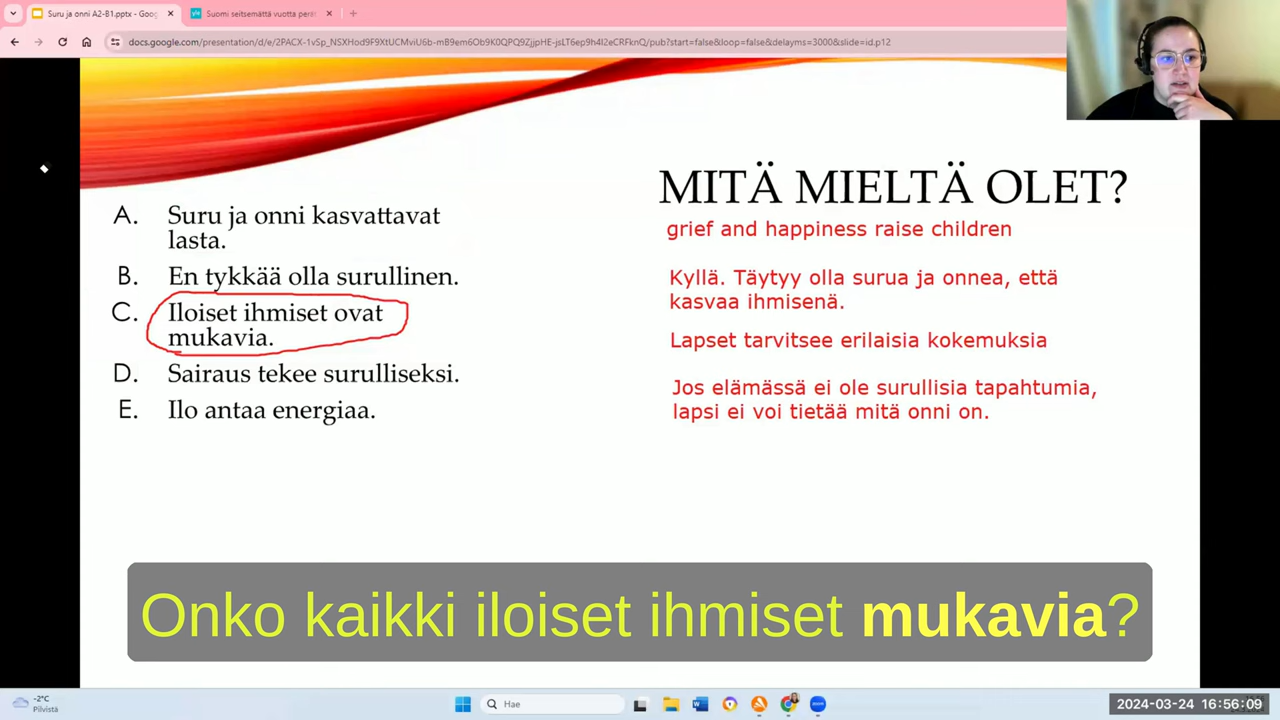 Suru ja onni A2-B1.pptx - Goog
Suomi seitsemättä vuotta perät
docs.google.com/presentation/d/e/2PACX-1vSp_NSXHod9F9XtUCMviU6b-mB9em6Ob9K0QPQ9ZjjpHE-jsLT6ep9h4I2eCRFknQ/pub?start=false&loop=false&delayms=3000&slide=id.p12
MITÄ MIELTÄ OLET?
A. Suru ja onni kasvattavat
lasta.
B. En tykkää olla surullinen.
C. Iloiset ihmiset ovat
mukavia.
D. Sairaus tekee surulliseksi.
E. Ilo antaa energiaa.
grief and happiness raise children
Kyllä. Täytyy olla surua ja onnea, että
kasvaa ihmisenä.
Lapset tarvitsee erilaisia kokemuksia
Jos elämässä ei ole surullisia tapahtumia,
lapsi ei voi tietää mitä onni on.
Onko kaikki iloiset ihmiset mukavia?
-2°C
Pilvistä
Hae
2024-03-24 16:56:09